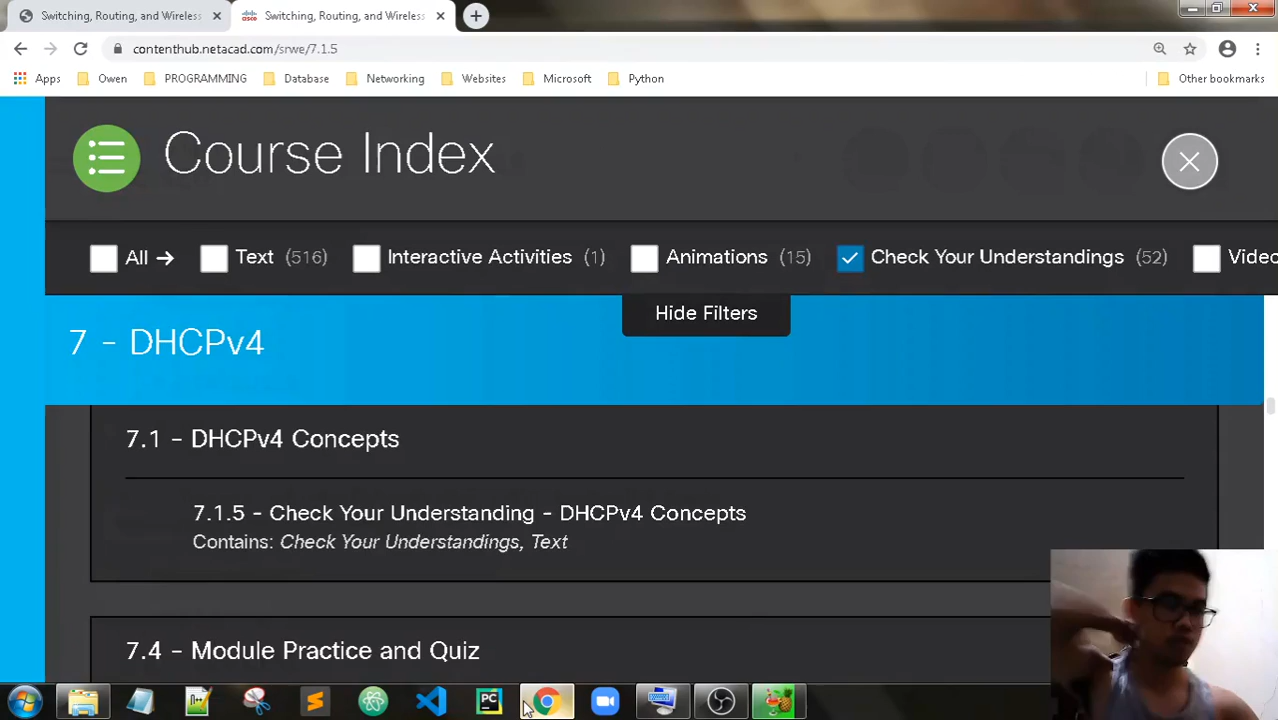 Switching, Routing, and Wireless
Switching, Routing, and Wireless
CISCO
contenthub.netacad.com/srwe/7.1.5
Apps
Owen
PROGRAMMING
Database
Networking
Websites
Microsoft
Python
Other bookmarks
Course Index
All →
Text (516)
Interactive Activities (1)
Animations (15)
Check Your Understandings (52)
Video
Hide Filters
7 - DHCPv4
7.1 - DHCPv4 Concepts
7.1.5 - Check Your Understanding - DHCPv4 Concepts
Contains: Check Your Understandings, Text
7.4 - Module Practice and Quiz
PC